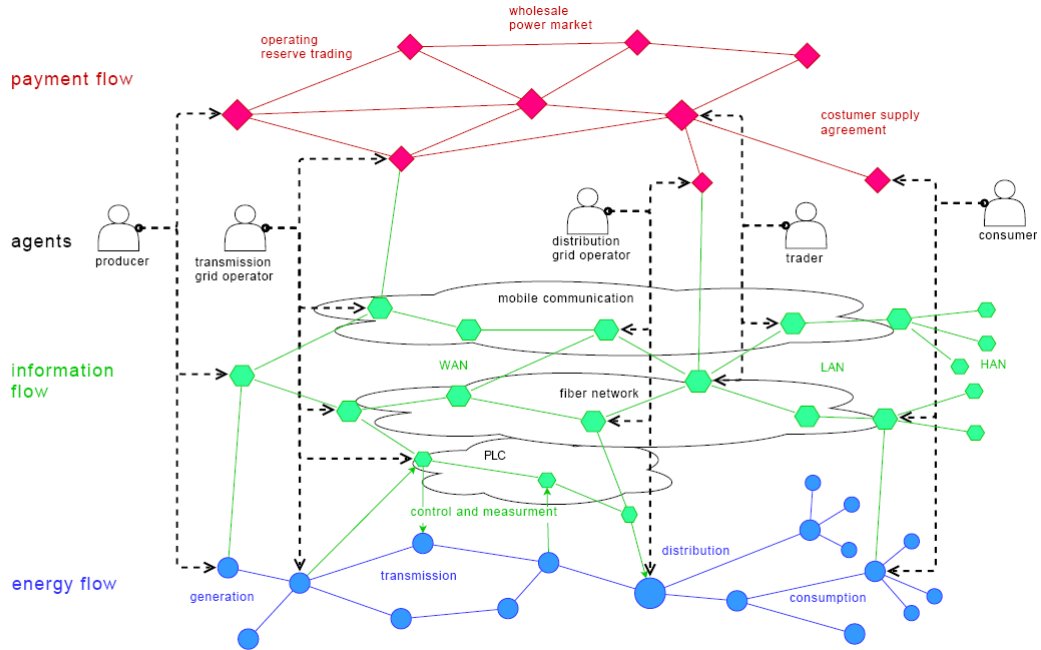 wholesale
power market
operating
reserve trading
payment flow
costumer supply
agreement
agents
producer
transmission
grid operator
distribution
grid operator
trader
consumer
mobile communication
information
flow
WAN
LAN
HAN
fiber network
PLC
control and measurment
distribution
transmission
energy flow
generation
consumption